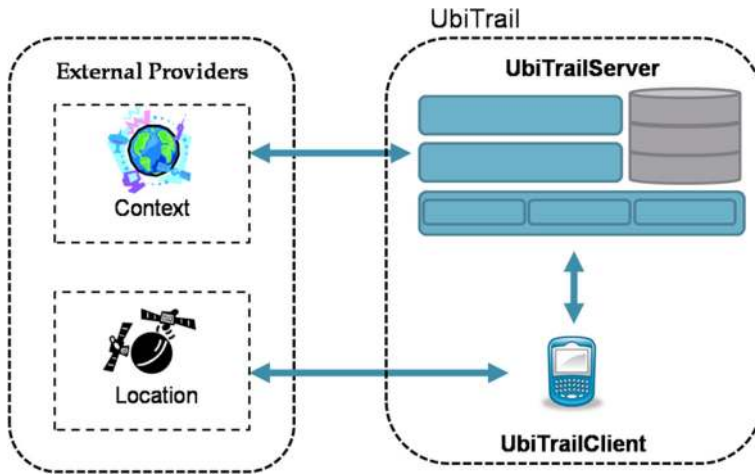 UbiTrail
External Providers
Context
Location
UbiTrailServer
UbiTrailClient